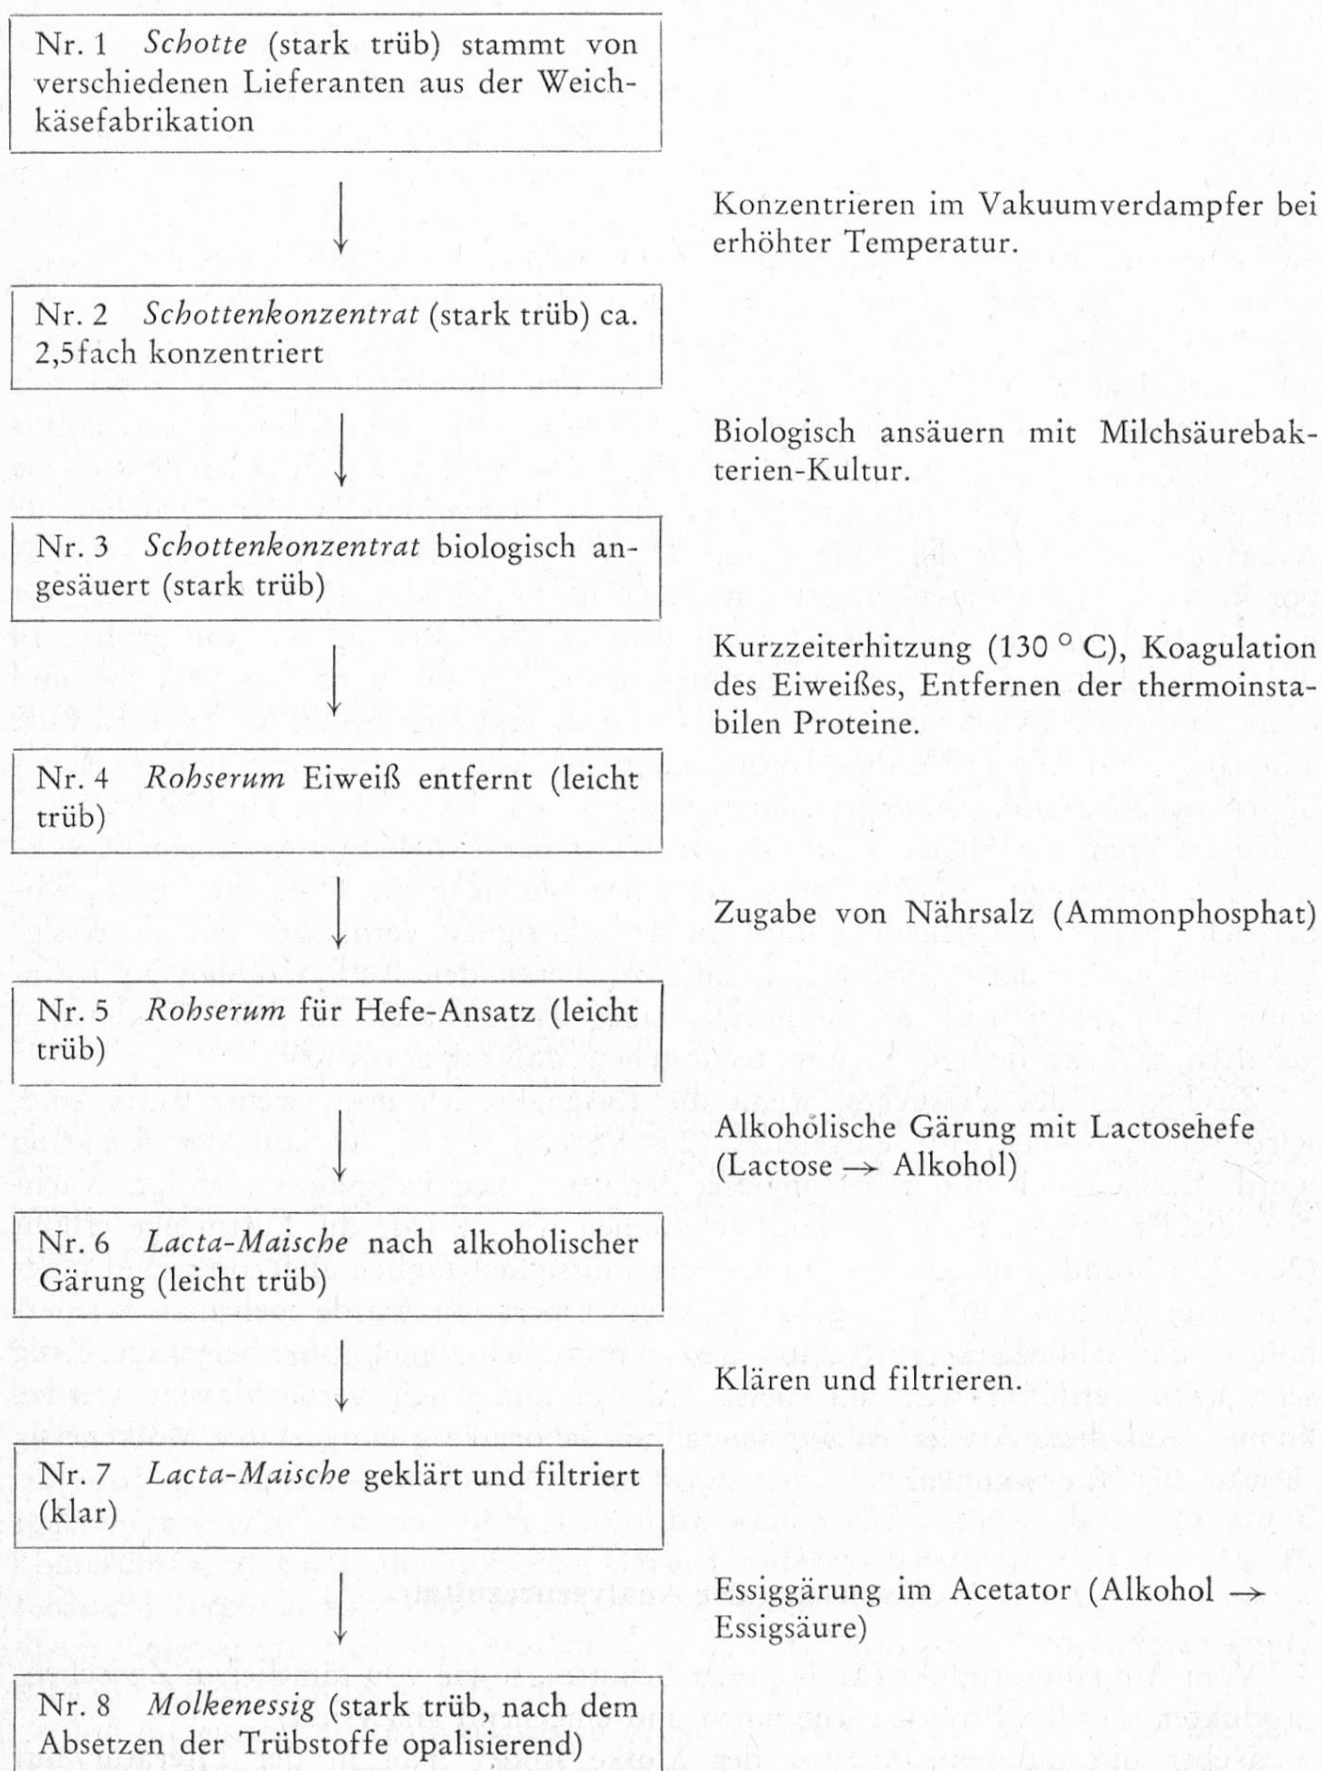 Nr. 1 Schotte (stark trüb) stammt von
verschiedenen Lieferanten aus der Weich-
käsefabrikation
Konzentrieren im Vakuumverdampfer bei
erhöhter Temperatur.
Nr. 2 Schottenkonzentrat (stark trüb) ca.
2,5fach konzentriert
Biologisch ansäuern mit Milchsäurebak-
terien-Kultur.
Nr. 3 Schottenkonzentrat biologisch an-
gesäuert (stark trüb)
Kurzzeiterhitzung (130 °C), Koagulation
des Eiweißes, Entfernen der thermoinsta-
bilen Proteine.
Nr. 4 Rohserum Eiweiß entfernt (leicht
trüb)
Zugabe von Nährsalz (Ammonphosphat)
Nr. 5 Rohserum für Hefe-Ansatz (leicht
trüb)
Alkoholische Gärung mit Lactosehefe
(Lactose → Alkohol)
Nr. 6 Lacta-Maische nach alkoholischer
Gärung (leicht trüb)
Klären und filtrieren.
Nr. 7 Lacta-Maische geklärt und filtriert
(klar)
Essiggärung im Acetator (Alkohol →
Essigsäure)
Nr. 8 Molkenessig (stark trüb, nach dem
Absetzen der Trübstoffe opalisierend)